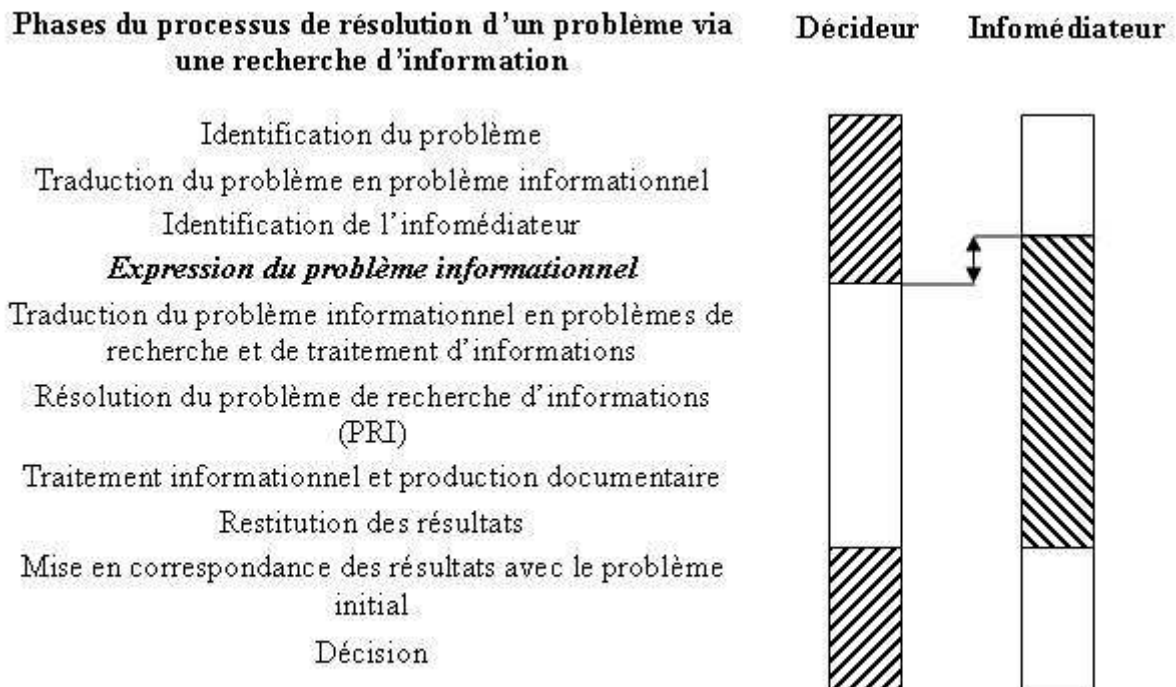 Phases du processus de résolution d'un problème via
une recherche d'information
Décideur
Infomédiateur
Identification du problème
Traduction du problème en problème informationnel
Identification de l'infomédiateur
Expression du problème informationnel
Traduction du problème informationnel en problèmes de
recherche et de traitement d'informations
Résolution du problème de recherche d'informations
(PRI)
Traitement informationnel et production documentaire
Restitution des résultats
Mise en correspondance des résultats avec le problème
initial
Décision